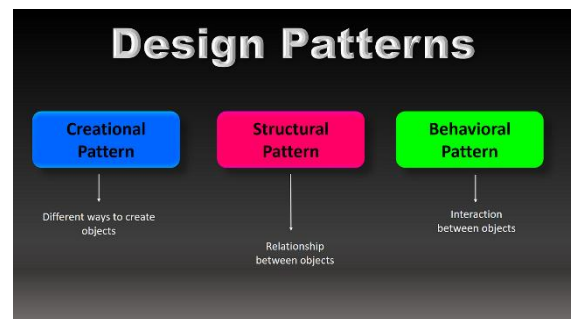 Design Patterns
Creational
Pattern
Structural
Pattern
Behavioral
Pattern
Different ways to create
objects
Relationship
between objects
Interaction
between objects